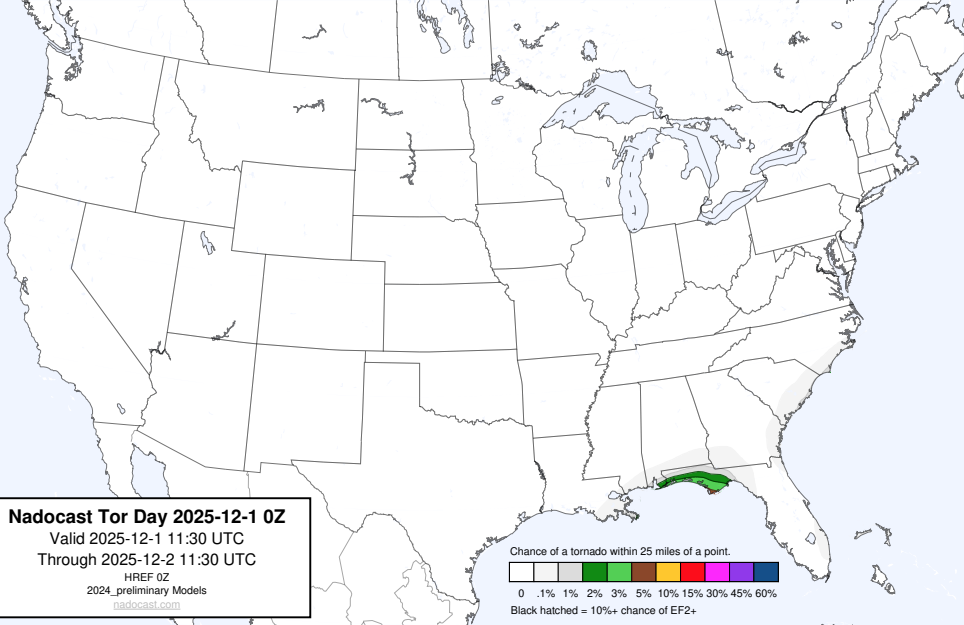 Nadocast Tor Day 2025-12-1 0Z
Valid 2025-12-1 11:30 UTC
Through 2025-12-2 11:30 UTC
HREF 0Z
2024_preliminary Models
nadocast.com
Chance of a tornado within 25 miles of a point.
0 .1% 1% 2% 3% 5% 10% 15% 30% 45% 60%
Black hatched = 10%+ chance of EF2+